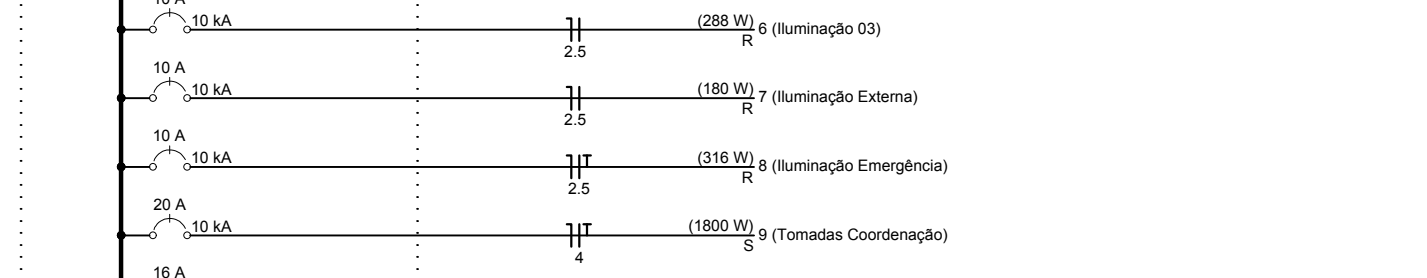 10 A
10 kA (288 W) 6 (Iluminação 03)
2.5 R
10 A
10 kA (180 W) 7 (Iluminação Externa)
2.5 R
10 A
10 kA T (316 W) 8 (Iluminação Emergência)
2.5 R
20 A
10 kA T (1800 W) 9 (Tomadas Coordenação)
4 S
16 A